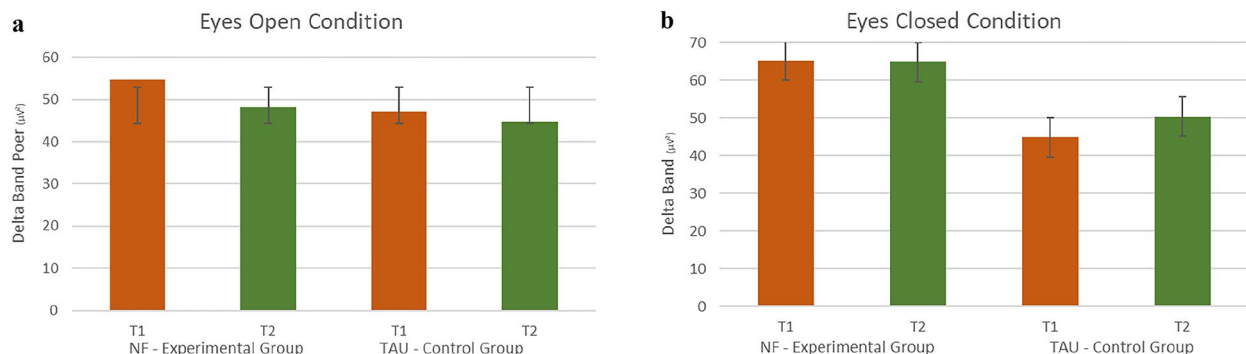 a
Eyes Open Condition
Delta Band Poer (µV²)
60
50
40
30
20
10
0
T1 T2 T1 T2
NF - Experimental Group TAU - Control Group
b
Eyes Closed Condition
Delta Band (µV²)
70
60
50
40
30
20
10
0
T1 T2 T1 T2
NF - Experimental Group TAU - Control Group